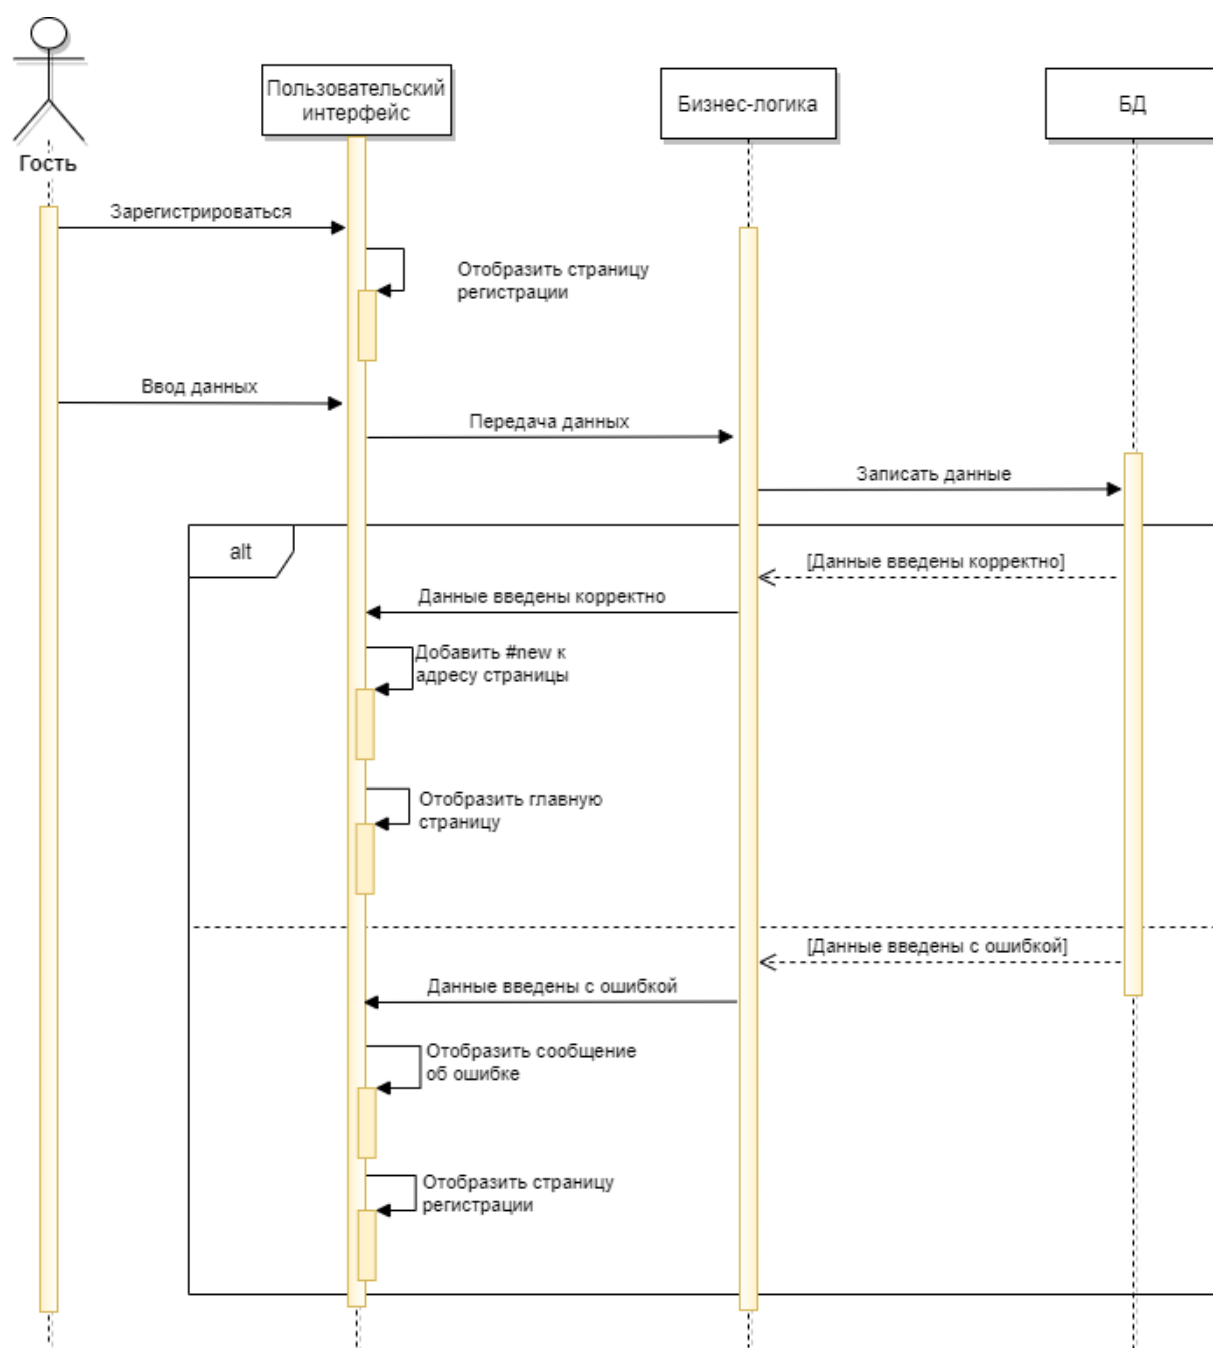 Гость
Пользовательский
интерфейс
Бизнес-логика
БД
Зарегистрироваться
Отобразить страницу
регистрации
Ввод данных
Передача данных
Записать данные
alt
[Данные введены корректно]
Данные введены корректно
Добавить #new к
адресу страницы
Отобразить главную
страницу
[Данные введены с ошибкой]
Данные введены с ошибкой
Отобразить сообщение
об ошибке
Отобразить страницу
регистрации